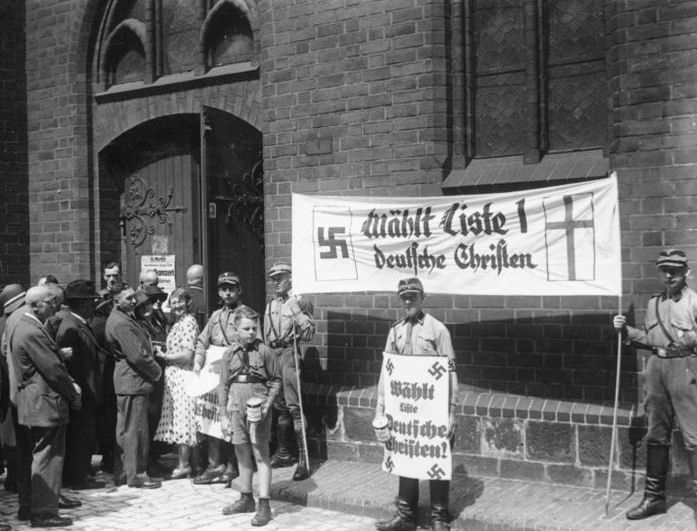 Wählt Liste 1
Deutsche Christen
Wählt
Liste
Deutsche
Christen!